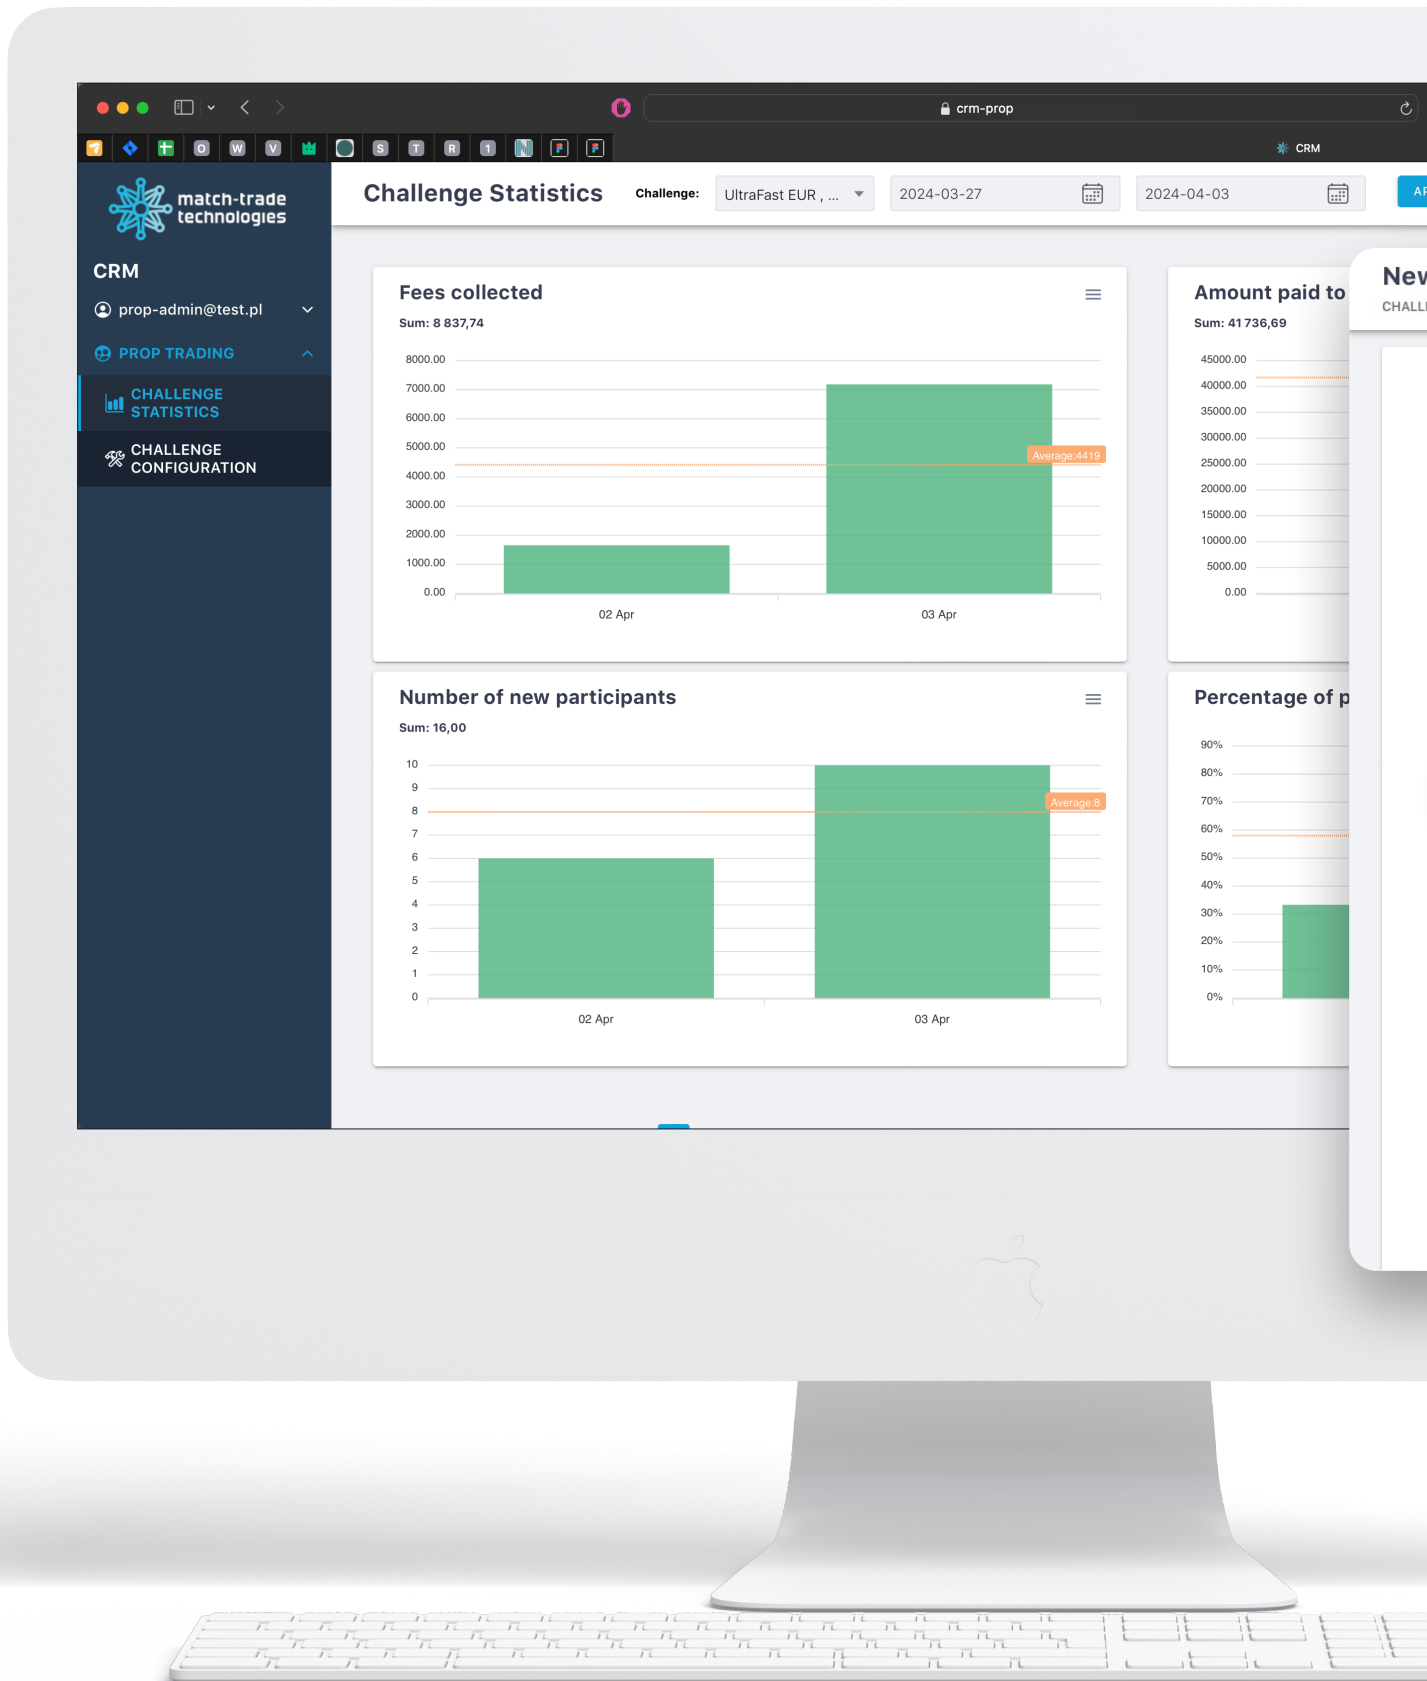 crm-prop
O W V S T R 1
CRM
match-trade
technologies
Challenge Statistics
Challenge:
UltraFast EUR , ...
2024-03-27
2024-04-03
CRM
prop-admin@test.pl
PROP TRADING
CHALLENGE
STATISTICS
CHALLENGE
CONFIGURATION
Fees collected
Sum: 8 837,74
8000.00
7000.00
6000.00
5000.00
4000.00
3000.00
2000.00
1000.00
0.00
Average:4419
02 Apr
03 Apr
Amount paid to
Sum: 41 736,69
45000.00
40000.00
35000.00
30000.00
25000.00
20000.00
15000.00
10000.00
5000.00
0.00
Number of new participants
Sum: 16,00
10
9
8
7
6
5
4
3
2
1
0
Average:8
02 Apr
03 Apr
Percentage of
90%
80%
70%
60%
50%
40%
30%
20%
10%
0%